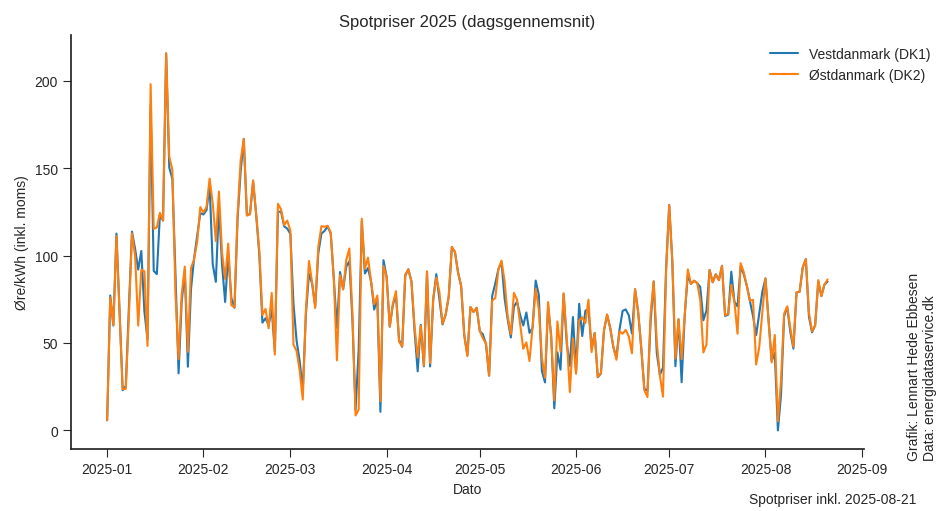 Spotpriser 2025 (dagsgennemsnit)
Vestdanmark (DK1)
Østdanmark (DK2)
Øre/kWh (inkl. moms)
200
150
100
50
0
2025-01
2025-02
2025-03
2025-04
2025-05
2025-06
2025-07
2025-08
2025-09
Dato
Grafik: Lennart Hede Ebbesen
Data: energidataservice.dk
Spotpriser inkl. 2025-08-21